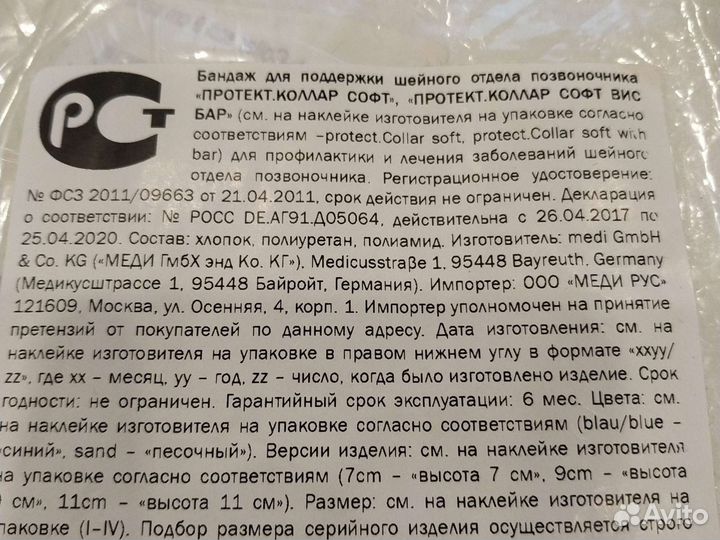 РСТ
Бандаж для поддержки шейного отдела позвоночника
«ПРОТЕКТ.КОЛЛАР СОФТ», «ПРОТЕКТ.КОЛЛАР СОФТ ВИС
БАР» (см. на наклейке изготовителя на упаковке согласно
соответствиям –protect.Collar soft, protect.Collar soft with
bar) для профилактики и лечения заболеваний шейного
отдела позвоночника. Регистрационное удостоверение:
№ ФСЗ 2011/09663 от 21.04.2011, срок действия не ограничен. Декларация
о соответствии: № РОСС DE.АГ91.Д05064, действительна с 26.04.2017 по
25.04.2020. Состав: хлопок, полиуретан, полиамид. Изготовитель: medi GmbH
& Co. KG («МЕДИ ГмбХ энд Ко. КГ»). Medicusstraße 1, 95448 Bayreuth, Germany
(Медикусштрассе 1, 95448 Байройт, Германия). Импортер: ООО «МЕДИ РУС»
121609, Москва, ул. Осенняя, 4, корп. 1. Импортер уполномочен на принятие
претензий от покупателей по данному адресу. Дата изготовления: см. на
наклейке изготовителя на упаковке в правом нижнем углу в формате «xxyy/
zz», где xx – месяц, yy – год, zz – число, когда было изготовлено изделие. Срок
годности: не ограничен. Гарантийный срок эксплуатации: 6 мес. Цвета: см.
на наклейке изготовителя на упаковке согласно соответствиям (blau/blue –
«синий», sand – «песочный»). Версии изделия: см. на наклейке изготовителя
на упаковке согласно соответствиям (7cm – «высота 7 см», 9cm – «высота
9 см», 11cm – «высота 11 см»). Размер: см. на наклейке изготовителя на
упаковке (I–IV). Подбор размера серийного изделия осуществляется строго
Avito